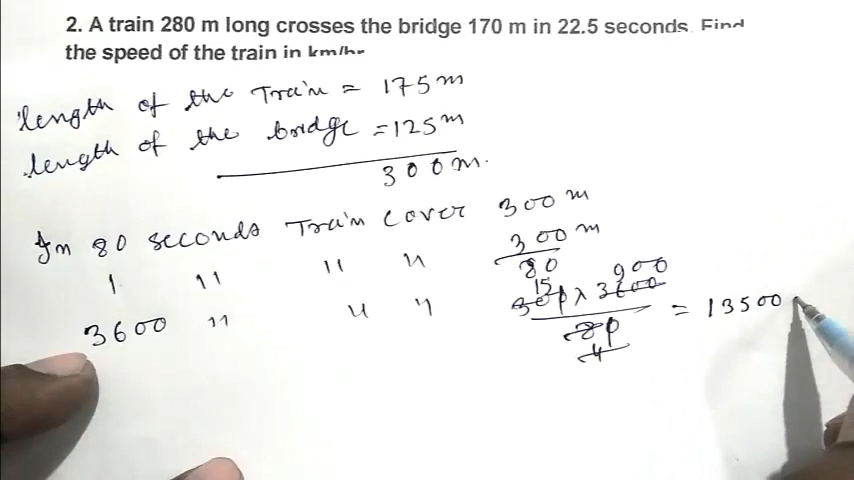 2. A train 280 m long crosses the bridge 170 m in 22.5 seconds. Find
the speed of the train in km/hr
length of the Train = 175m
length of the bridge = 125m
300m.
In 80 seconds Train cover 300m
1 " " " 300m
80
15 900
3600 " " " 300 x 3600 = 13500
80
4